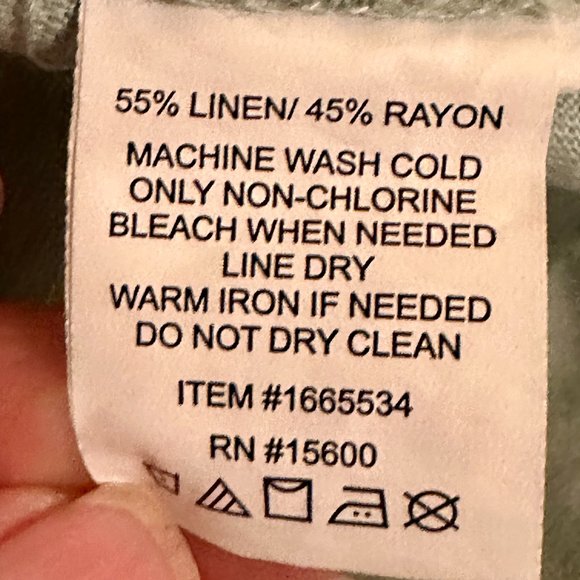 55% LINEN/ 45% RAYON
MACHINE WASH COLD
ONLY NON-CHLORINE
BLEACH WHEN NEEDED
LINE DRY
WARM IRON IF NEEDED
DO NOT DRY CLEAN
ITEM #1665534
RN #15600